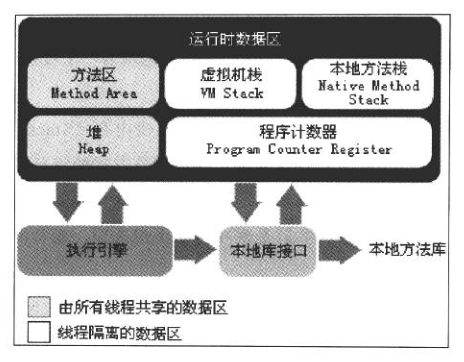 运行时数据区
方法区
Method Area
虚拟机栈
VM Stack
本地方法栈
Native Method
Stack
堆
Heap
程序计数器
Program Counter Register
执行引擎
本地库接口
本地方法库
由所有线程共享的数据区
线程隔离的数据区